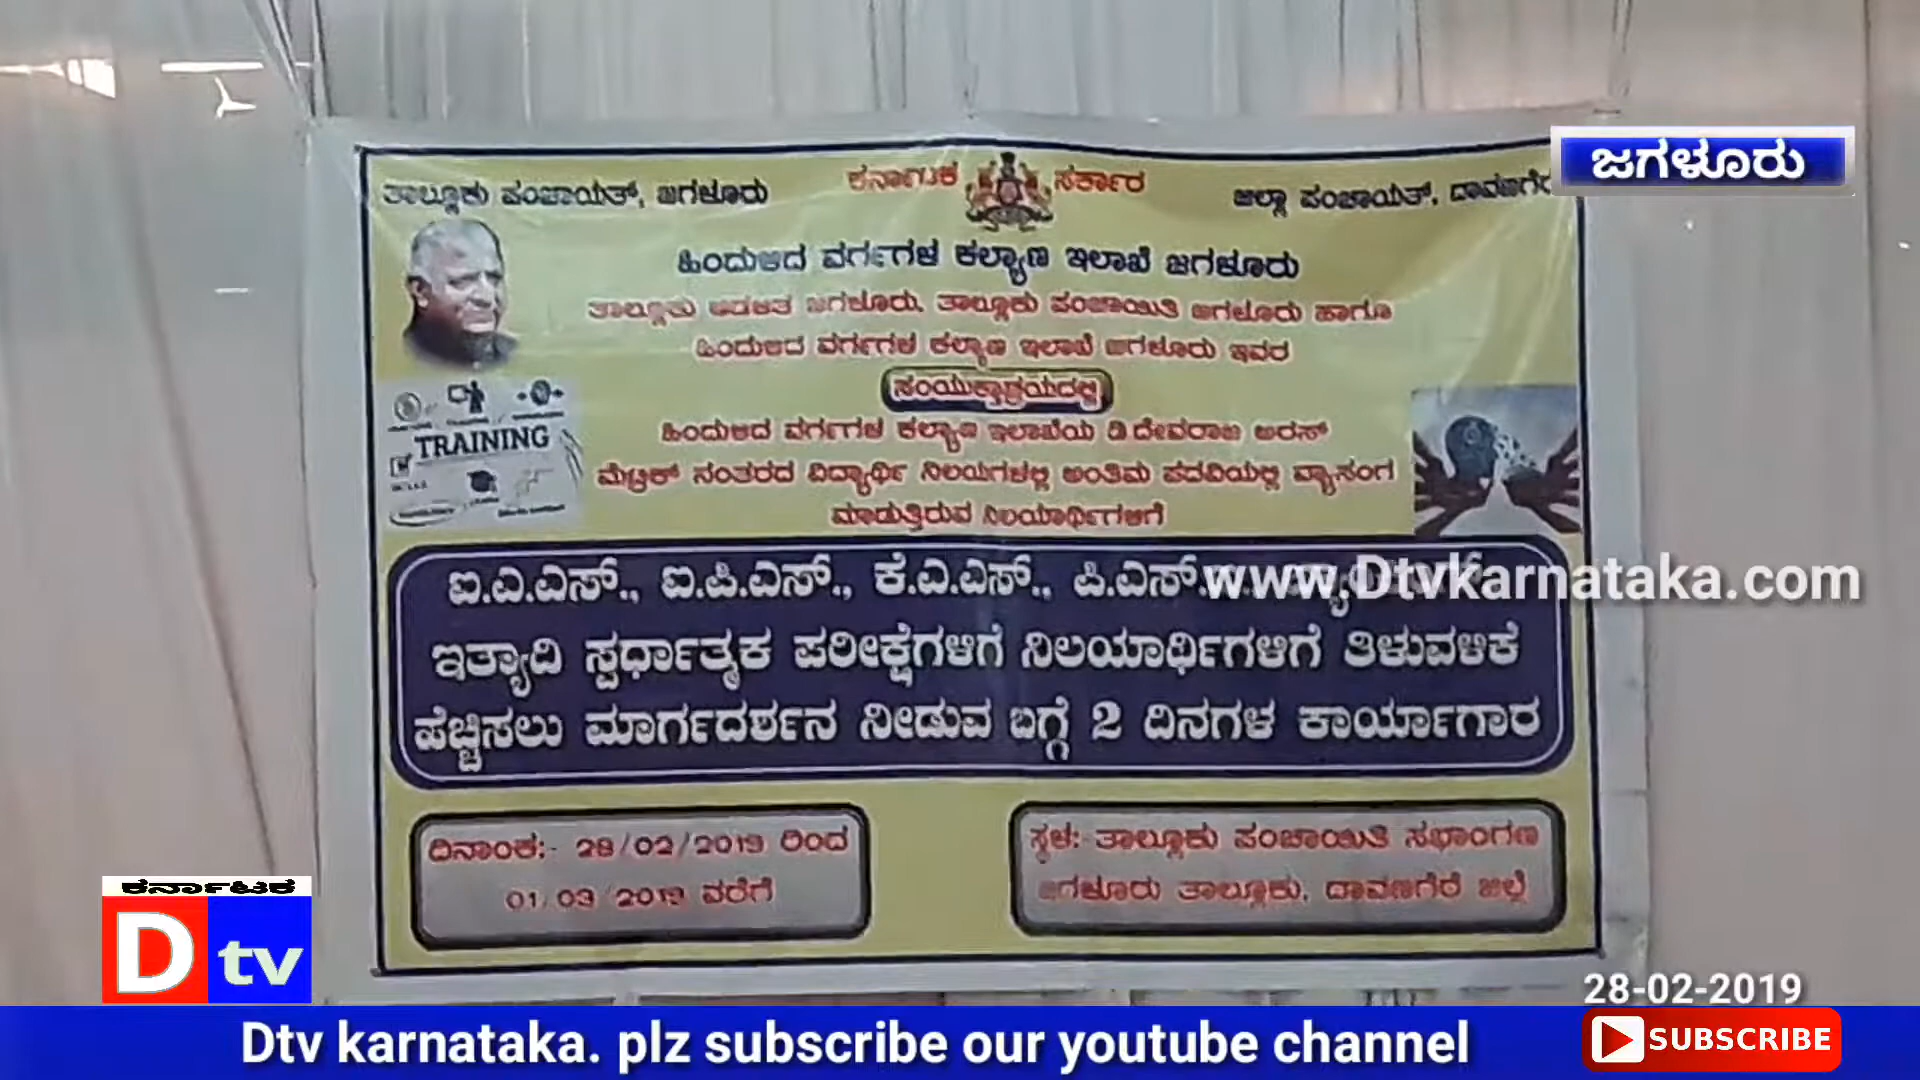 ಜಗಳೂರು
ತಾಲ್ಲೂಕು ಪಂಚಾಯತ್, ಜಗಳೂರು
ಕರ್ನಾಟಕ ಸರ್ಕಾರ
ಜಿಲ್ಲಾ ಪಂಚಾಯತ್, ದಾವಣಗೆರೆ
ಹಿಂದುಳಿದ ವರ್ಗಗಳ ಕಲ್ಯಾಣ ಇಲಾಖೆ ಜಗಳೂರು
ತಾಲ್ಲೂಕು ಆಡಳಿತ ಜಗಳೂರು, ತಾಲ್ಲೂಕು ಪಂಚಾಯಿತಿ ಜಗಳೂರು ಹಾಗೂ
ಹಿಂದುಳಿದ ವರ್ಗಗಳ ಕಲ್ಯಾಣ ಇಲಾಖೆ ಜಗಳೂರು ಇವರ
ಸಂಯುಕ್ತಾಶ್ರಯದಲ್ಲಿ
ಹಿಂದುಳಿದ ವರ್ಗಗಳ ಕಲ್ಯಾಣ ಇಲಾಖೆಯ ಡಿ.ದೇವರಾಜ ಅರಸ್
TRAINING
ಮೆಟ್ರಿಕ್ ನಂತರದ ವಿದ್ಯಾರ್ಥಿ ನಿಲಯಗಳಲ್ಲಿ ಅಂತಿಮ ಪದವಿಯಲ್ಲಿ ವ್ಯಾಸಂಗ
ಮಾಡುತ್ತಿರುವ ನಿಲಯಾರ್ಥಿಗಳಿಗೆ
ಐ.ಎ.ಎಸ್., ಐ.ಪಿ.ಎಸ್., ಕೆ.ಎ.ಎಸ್., ಪಿ.ಎಸ್.
www.Dtvkarnataka.com
ಇತ್ಯಾದಿ ಸ್ಪರ್ಧಾತ್ಮಕ ಪರೀಕ್ಷೆಗಳಿಗೆ ನಿಲಯಾರ್ಥಿಗಳಿಗೆ ತಿಳುವಳಿಕೆ
ಹೆಚ್ಚಿಸಲು ಮಾರ್ಗದರ್ಶನ ನೀಡುವ ಬಗ್ಗೆ 2 ದಿನಗಳ ಕಾರ್ಯಾಗಾರ
ದಿನಾಂಕ:- 28/02/2019 ರಿಂದ
01/03/2019 ವರೆಗೆ
ಸ್ಥಳ:- ತಾಲ್ಲೂಕು ಪಂಚಾಯಿತಿ ಸಭಾಂಗಣ
ಜಗಳೂರು ತಾಲ್ಲೂಕು, ದಾವಣಗೆರೆ ಜಿಲ್ಲೆ
ಕರ್ನಾಟಕ
D tv
28-02-2019
Dtv karnataka. plz subscribe our youtube channel
SUBSCRIBE